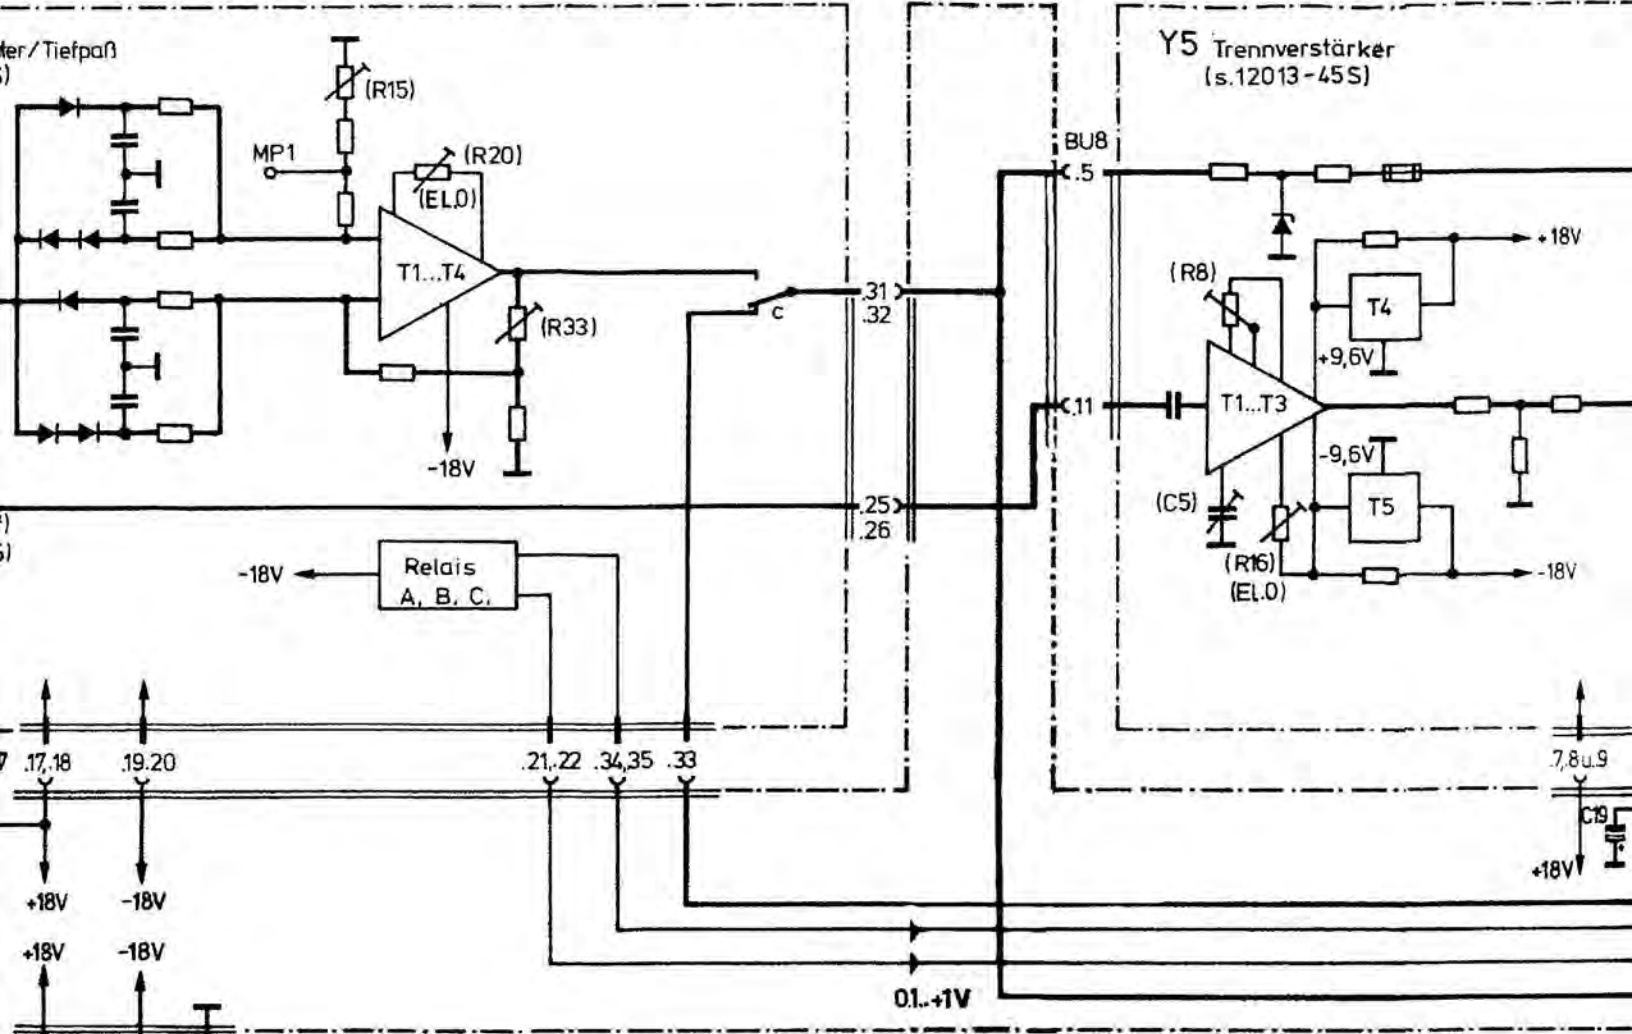 Y5 Trennverstärker
(s.12013-45S)
/Tiefpaß
(R15)
MP1
(R20)
(El.0)
T1...T4
(R33)
-18V
c
.31
.32
BU8
.5
+18V
(R8)
T4
+9,6V
.11
T1...T3
-9,6V
(C5)
T5
(R16)
(El.0)
-18V
.25
.26
Relais
A, B, C,
-18V
.17,18
.19.20
.21,-22
.34,35
.33
.7,8u.9
C19
+18V
+18V
-18V
+18V
-18V
0.1..+1V